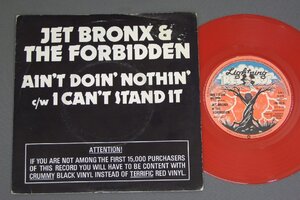 JET BRONX &
THE FORBIDDEN
AIN'T DOIN' NOTHIN'
c/w I CAN'T STAND IT
ATTENTION!
IF YOU ARE NOT AMONG THE FIRST 15,000 PURCHASERS
OF THIS RECORD YOU WILL HAVE TO BE CONTENT WITH
CRUMMY BLACK VINYL INSTEAD OF TERRIFIC RED VINYL.
Lightning